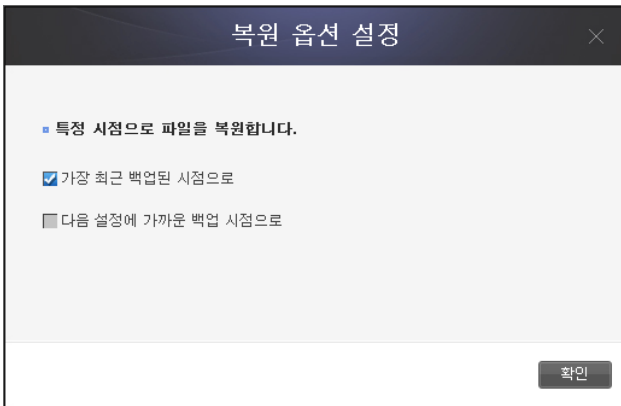 복원 옵션 설정
특정 시점으로 파일을 복원합니다.
가장 최근 백업된 시점으로
다음 설정에 가까운 백업 시점으로
확인